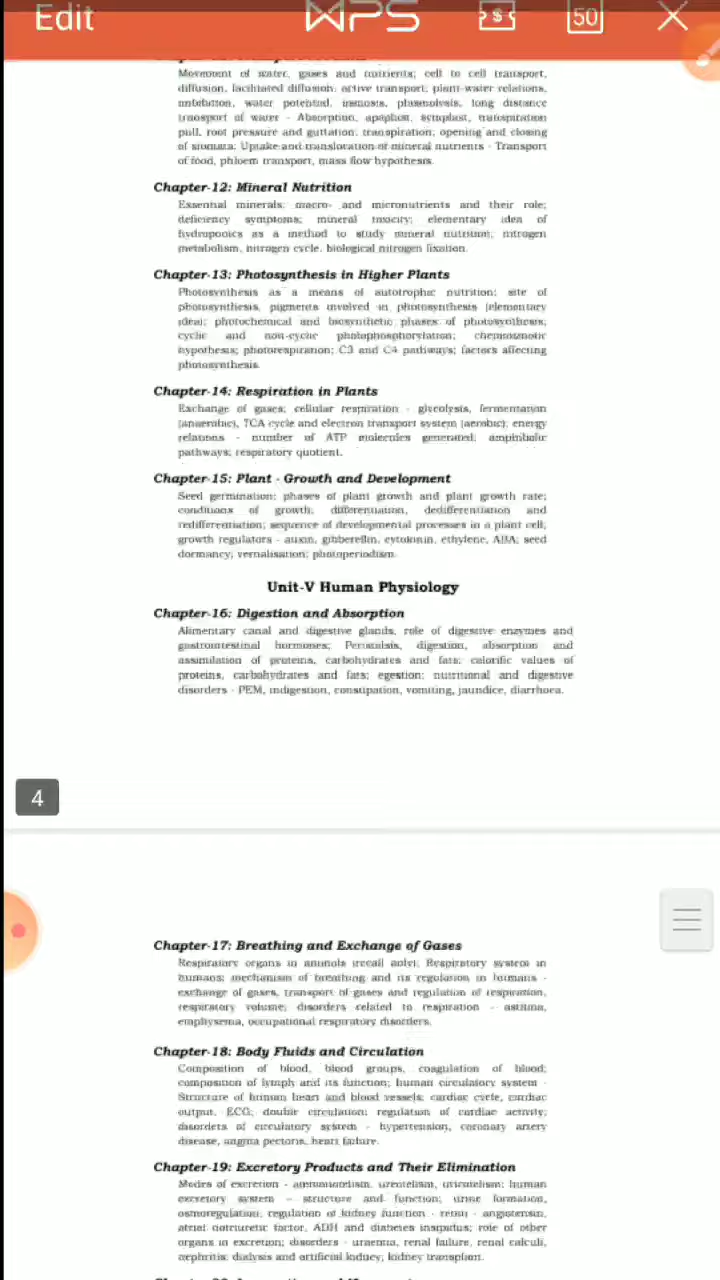 Edit
WPS
$
50
Movement of water, gases and nutrients; cell to cell transport,
diffusion, facilitated diffusion, active transport; plant-water relations,
imbibition, water potential, osmosis, plasmolysis, long distance
transport of water - Absorption, apoplast, symplast, transpiration
pull, root pressure and guttation; transpiration; opening and closing
of stomata; Uptake and translocation of mineral nutrients - Transport
of food, phloem transport, mass flow hypothesis.
Chapter-12: Mineral Nutrition
Essential minerals, macro- and micronutrients and their role;
deficiency symptoms; mineral toxicity; elementary idea of
hydroponics as a method to study mineral nutrition; nitrogen
metabolism, nitrogen cycle, biological nitrogen fixation.
Chapter-13: Photosynthesis in Higher Plants
Photosynthesis as a means of autotrophic nutrition; site of
photosynthesis, pigments involved in photosynthesis (elementary
idea); photochemical and biosynthetic phases of photosynthesis;
cyclic and non-cyclic photophosphorylation; chemiosmotic
hypothesis; photorespiration; C3 and C4 pathways; factors affecting
photosynthesis.
Chapter-14: Respiration in Plants
Exchange of gases; cellular respiration - glycolysis, fermentation
(anaerobic), TCA cycle and electron transport system (aerobic); energy
relations - number of ATP molecules generated; amphibolic
pathways; respiratory quotient.
Chapter-15: Plant - Growth and Development
Seed germination; phases of plant growth and plant growth rate;
conditions of growth; differentiation, dedifferentiation and
redifferentiation; sequence of developmental processes in a plant cell;
growth regulators - auxin, gibberellin, cytokinin, ethylene, ABA; seed
dormancy; vernalisation; photoperiodism.
Unit-V Human Physiology
Chapter-16: Digestion and Absorption
Alimentary canal and digestive glands, role of digestive enzymes and
gastrointestinal hormones; Peristalsis, digestion, absorption and
assimilation of proteins, carbohydrates and fats; calorific values of
proteins, carbohydrates and fats; egestion; nutritional and digestive
disorders - PEM, indigestion, constipation, vomiting, jaundice, diarrhoea.
4
Chapter-17: Breathing and Exchange of Gases
Respiratory organs in animals (recall only); Respiratory system in
humans; mechanism of breathing and its regulation in humans -
exchange of gases, transport of gases and regulation of respiration,
respiratory volume; disorders related to respiration - asthma,
emphysema, occupational respiratory disorders.
Chapter-18: Body Fluids and Circulation
Composition of blood, blood groups, coagulation of blood;
composition of lymph and its function; human circulatory system -
Structure of human heart and blood vessels; cardiac cycle, cardiac
output, ECG; double circulation; regulation of cardiac activity;
disorders of circulatory system - hypertension, coronary artery
disease, angina pectoris, heart failure.
Chapter-19: Excretory Products and Their Elimination
Modes of excretion - ammonotelism, ureotelism, uricotelism; human
excretory system - structure and function; urine formation,
osmoregulation; regulation of kidney function - renin - angiotensin,
atrial natriuretic factor, ADH and diabetes insipidus; role of other
organs in excretion; disorders - uraemia, renal failure, renal calculi,
nephritis; dialysis and artificial kidney, kidney transplant.